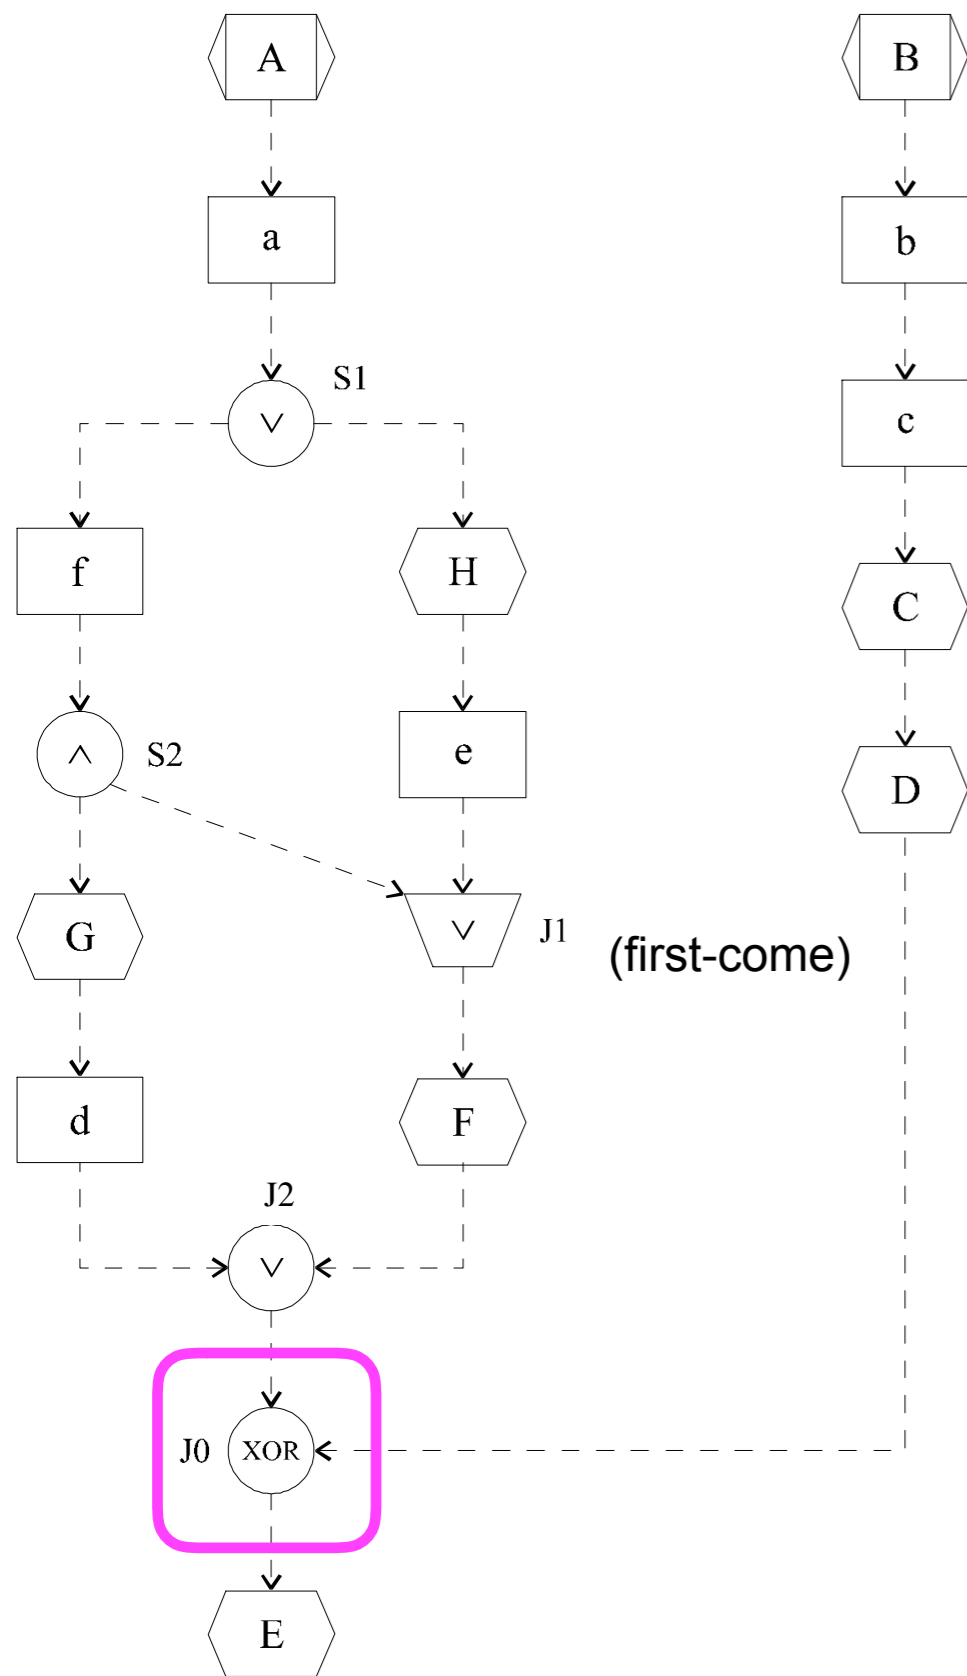 A
B
a
b
S1
∨
c
f
H
C
∧
S2
e
D
G
∨
J1
(first-come)
d
F
J2
∨
J0
XOR
E